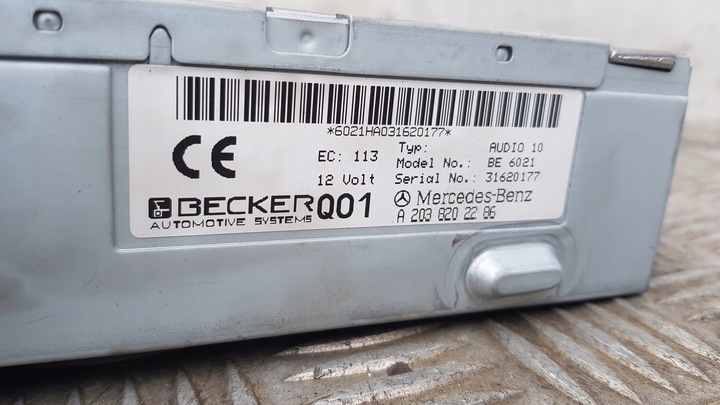 *6021HA031620177*
CE
EC: 113
Typ: AUDIO 10
Model No.: BE 6021
12 Volt
Serial No.: 31620177
BECKER Q01
AUTOMOTIVE SYSTEMS
Mercedes-Benz
A 203 820 22 86